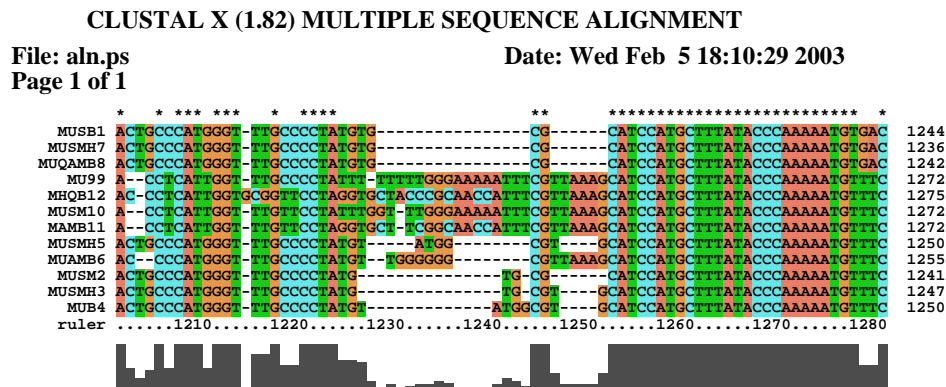 CLUSTAL X (1.82) MULTIPLE SEQUENCE ALIGNMENT
File: aln.ps
Date: Wed Feb 5 18:10:29 2003
Page 1 of 1
*   * *** ***   *  ****                    **      ************************** *
MUSB1 ACTGCCCATGGGT-TTGCCCCTATGTG----------------CG------CATCCATGCTTTATACCCAAAAATGTGAC 1244
MUSMH7 ACTGCCCATGGGT-TTGCCCCTATGTG----------------CG------CATCCATGCTTTATACCCAAAAATGTGAC 1236
MUQAMB8 ACTGCCCATGGGT-TTGCCCCTATGTG----------------CG------CATCCATGCTTTATACCCAAAAATGTGAC 1242
MU99 A--CCTCATTGGT-TTGCCCCTATTT-TTTTTGGGAAAAATTTCGTTAAAGCATCCATGCTTTATACCCAAAAATGTTTC 1272
MHQB12 AC-CCTCATTGGTGCGGTTCCTAGGTGCTACCCGCAACCATTTCGTTAAAGCATCCATGCTTTATACCCAAAAATGTTTC 1275
MUSM10 A--CCTCATTGGT-TTGTTCCTATTTGGT-TTGGGAAAAATTTCGTTAAAGCATCCATGCTTTATACCCAAAAATGTTTC 1272
MAMB11 A--CCTCATTGGT-TTGTTCCTAGGTGCT-TCGGCAACCATTTCGTTAAAGCATCCATGCTTTATACCCAAAAATGTTTC 1272
MUSMH5 ACTGCCCATGGGT-TTGCCCCTATGT-----ATGG--------CGT----GCATCCATGCTTTATACCCAAAAATGTTTC 1250
MUAMB6 AC--CCCATGGGT-TTGCCCCTATGT--TGGGGGG--------CGTTAAAGCATCCATGCTTTATACCCAAAAATGTTTC 1255
MUSM2 ACTGCCCATGGGT-TTGCCCCTATG---------------TG-CG------CATCCATGCTTTATACCCAAAAATGTTTC 1241
MUSMH3 ACTGCCCATGGGT-TTGCCCCTATG---------------TG-CGT----GCATCCATGCTTTATACCCAAAAATGTTTC 1247
MUB4 ACTGCCCATGGGT-TTGCCCCTATGT-------------ATGGCGT----GCATCCATGCTTTATACCCAAAAATGTTTC 1250
ruler ......1210......1220......1230......1240......1250......1260......1270......1280